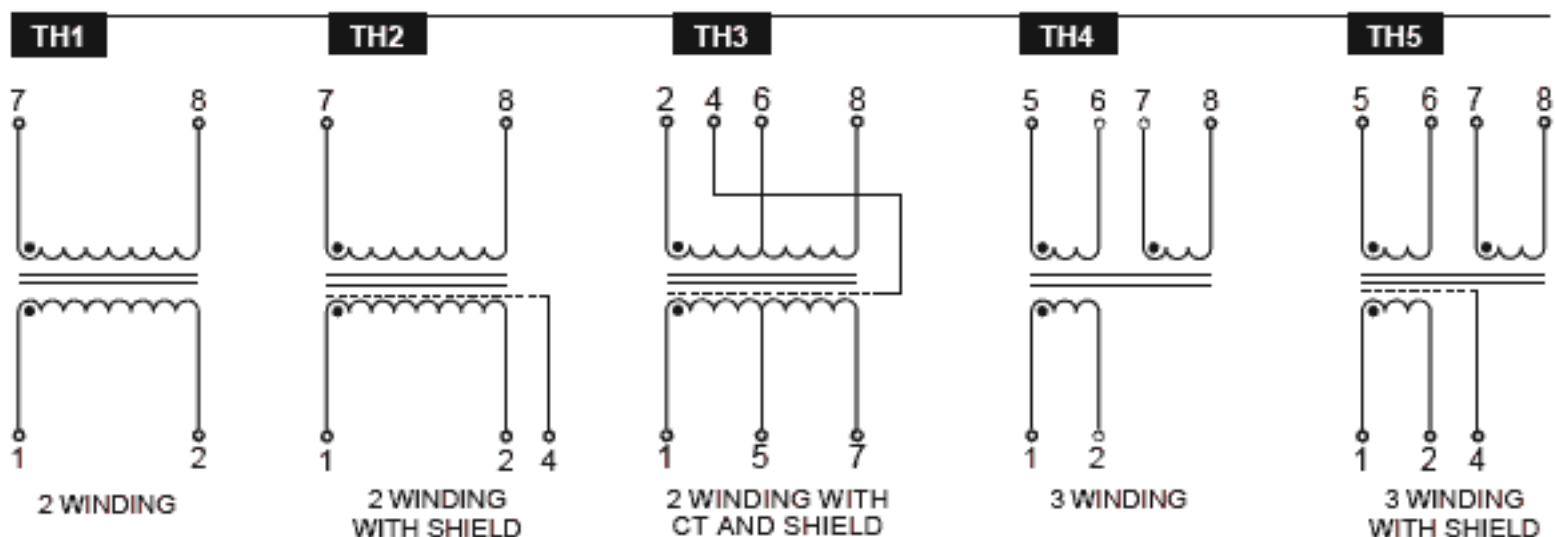 TH1 TH2 TH3 TH4 TH5
7 8 7 8 2 4 6 8 5 6 7 8 5 6 7 8
1 2 1 2 4 1 5 7 1 2 1 2 4
2 WINDING
2 WINDING
WITH SHIELD
2 WINDING WITH
CT AND SHIELD
3 WINDING
3 WINDING
WITH SHIELD